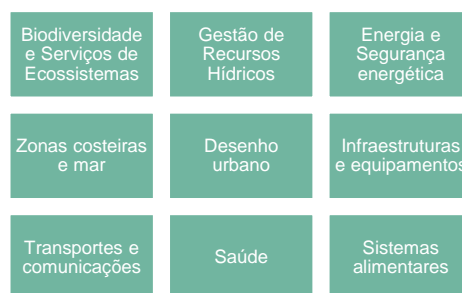 Biodiversidade
e Serviços de
Ecossistemas
Gestão de
Recursos
Hídricos
Energia e
Segurança
energética
Zonas costeiras
e mar
Desenho
urbano
Infraestruturas
e equipamentos
Transportes e
comunicações
Saúde
Sistemas
alimentares